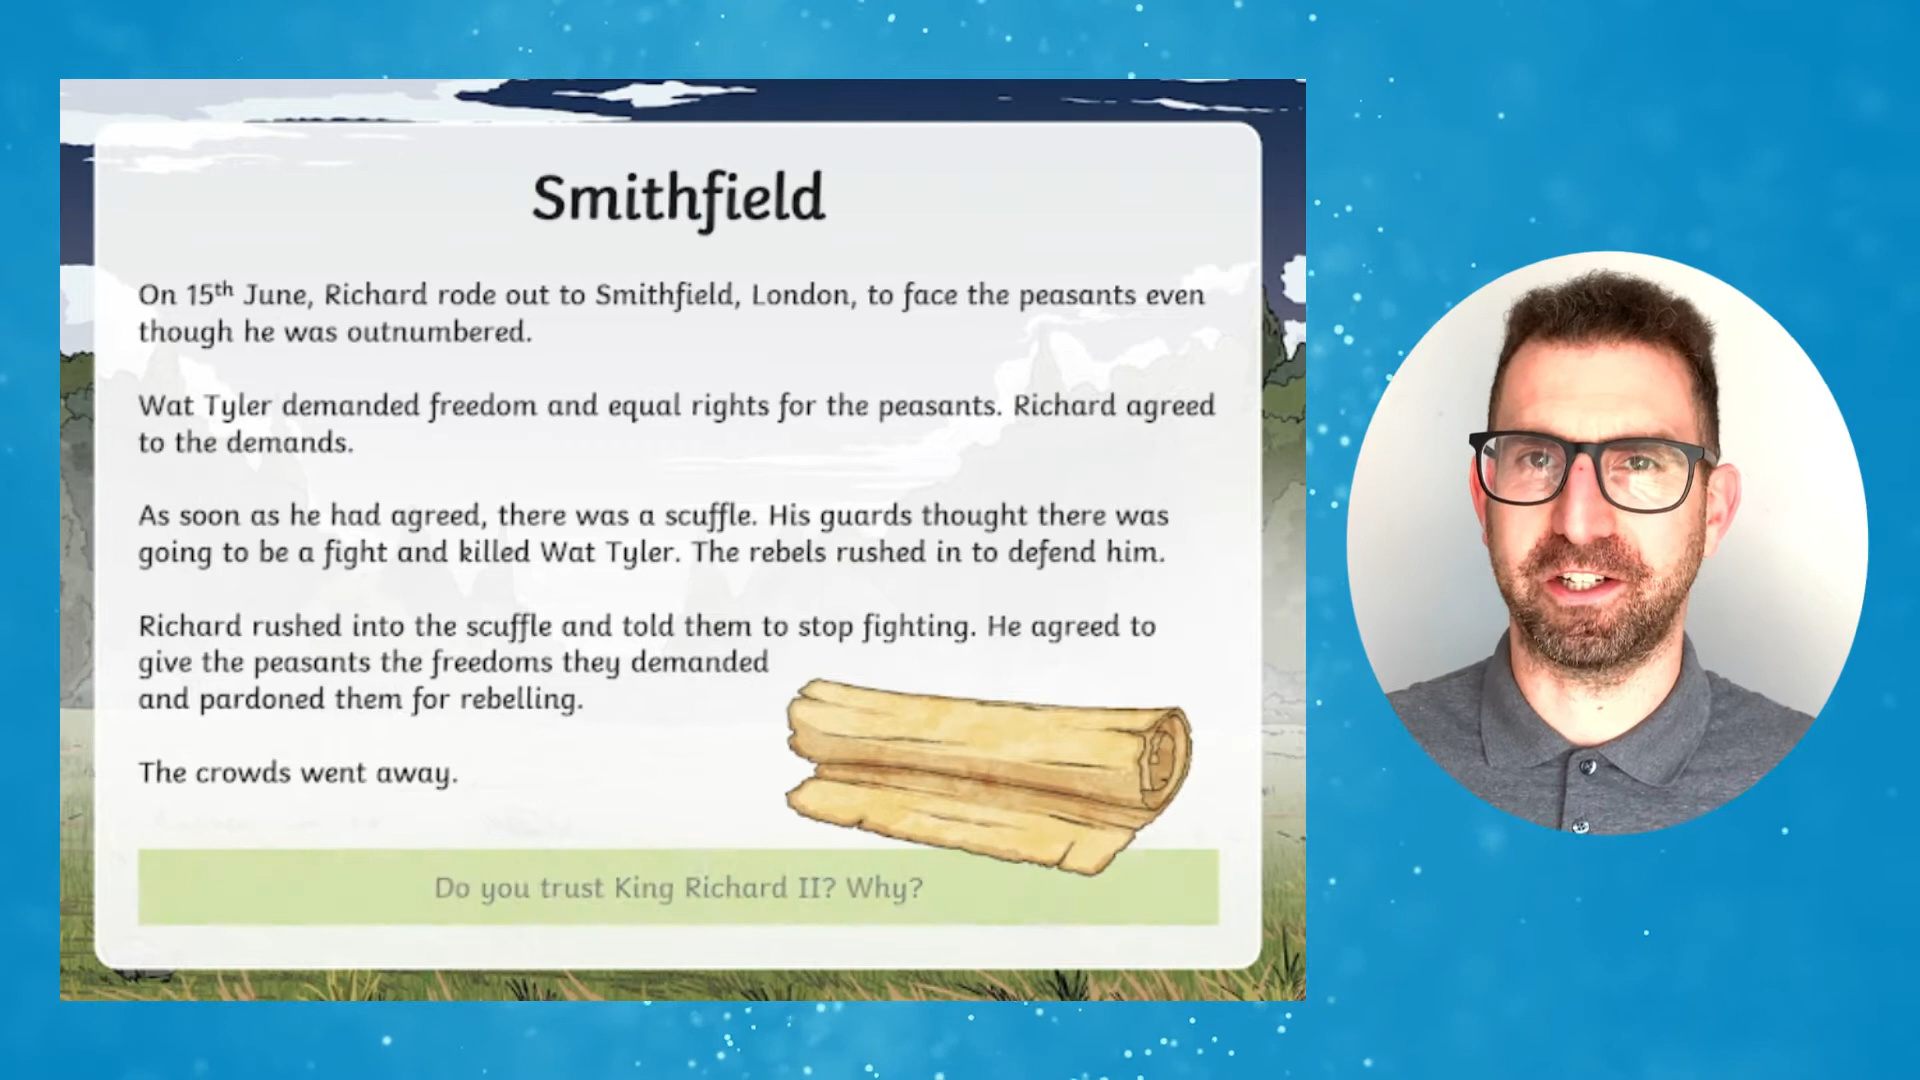 Smithfield
On 15th June, Richard rode out to Smithfield, London, to face the peasants even
though he was outnumbered.
Wat Tyler demanded freedom and equal rights for the peasants. Richard agreed
to the demands.
As soon as he had agreed, there was a scuffle. His guards thought there was
going to be a fight and killed Wat Tyler. The rebels rushed in to defend him.
Richard rushed into the scuffle and told them to stop fighting. He agreed to
give the peasants the freedoms they demanded
and pardoned them for rebelling.
The crowds went away.
Do you trust King Richard II? Why?